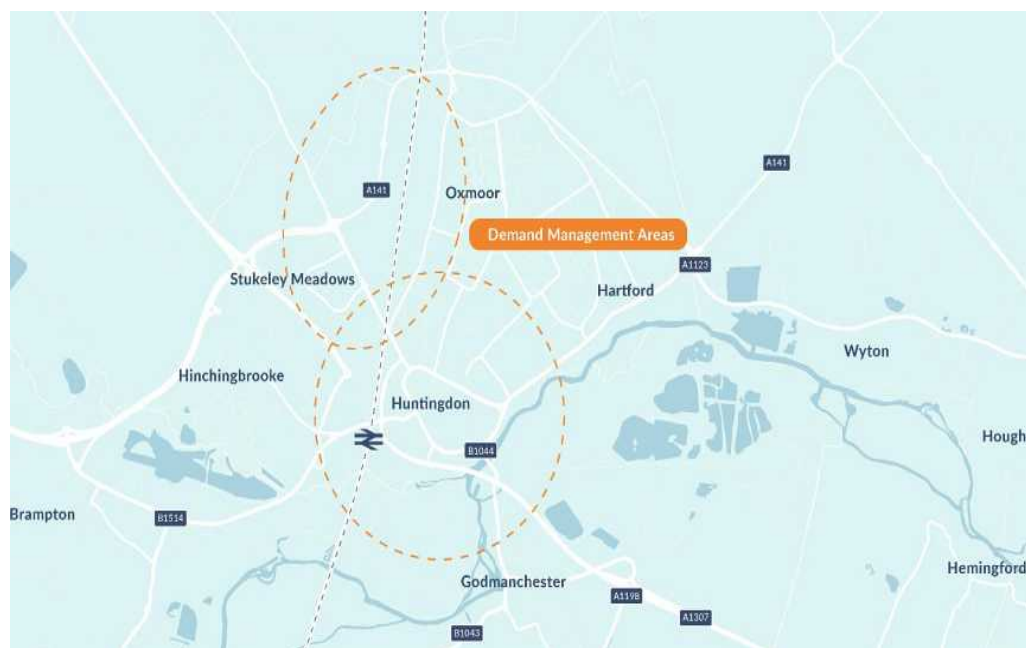 A141
A141
Oxmoor
Demand Management Areas
A1123
Stukeley Meadows
Hartford
Wyton
Hinchingbrooke
Huntingdon
Hough
B1044
Brampton
B1514
Hemingford
Godmanchester
A1198
A1307
B1043